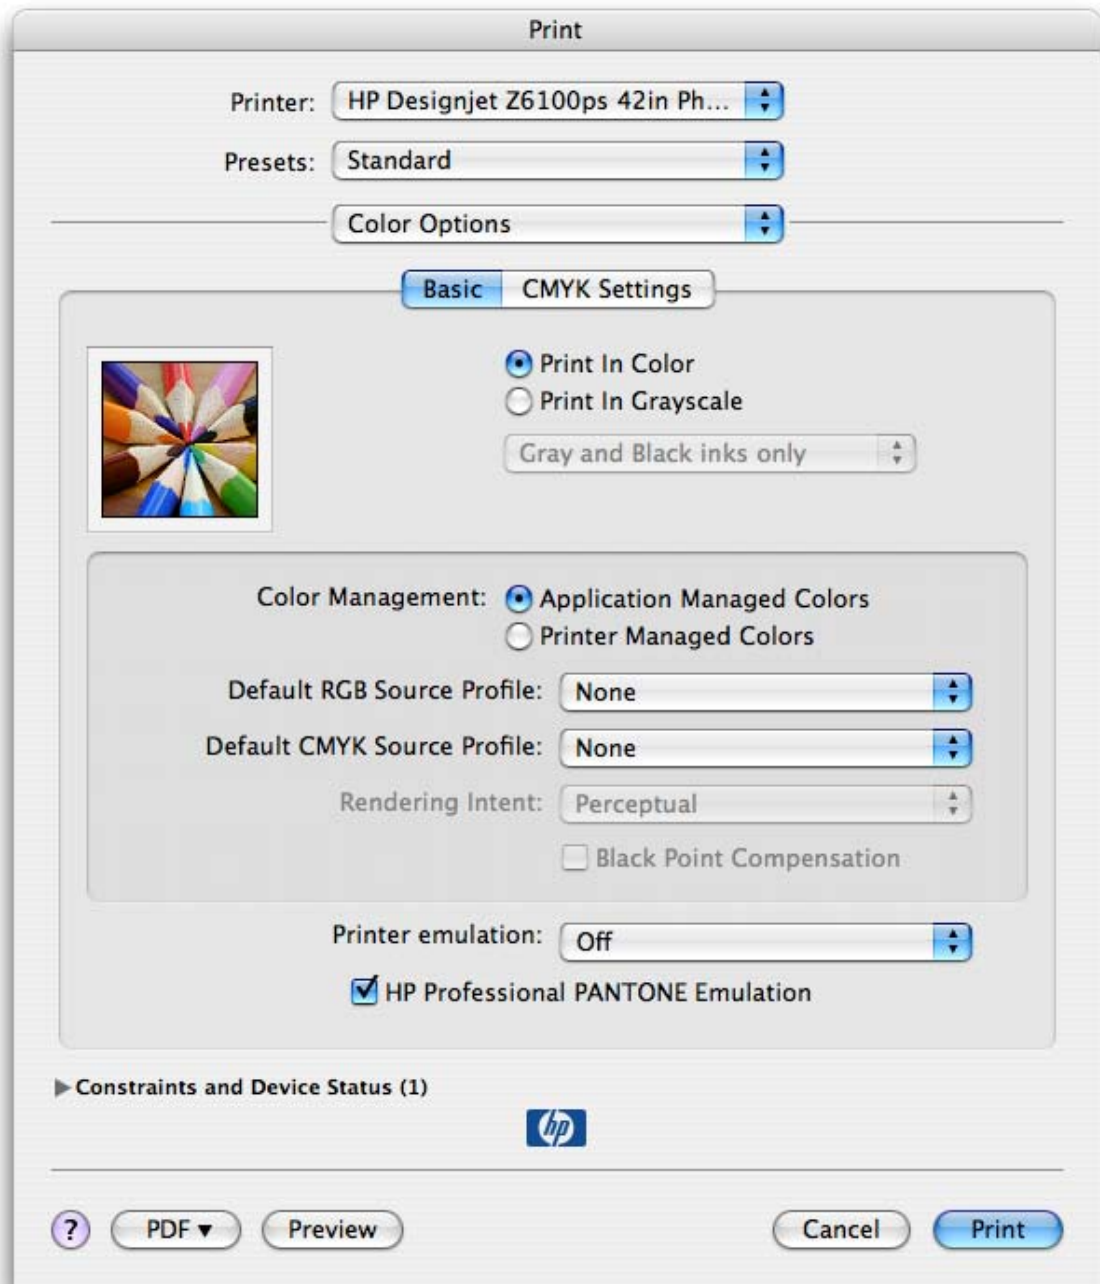 Print
Printer: HP Designjet Z6100ps 42in Ph...
Presets: Standard
Color Options
Basic CMYK Settings
Print In Color
Print In Grayscale
Gray and Black inks only
Color Management: Application Managed Colors
Printer Managed Colors
Default RGB Source Profile: None
Default CMYK Source Profile: None
Rendering Intent: Perceptual
Black Point Compensation
Printer emulation: Off
HP Professional PANTONE Emulation
Constraints and Device Status (1)
hp
? PDF Preview Cancel Print